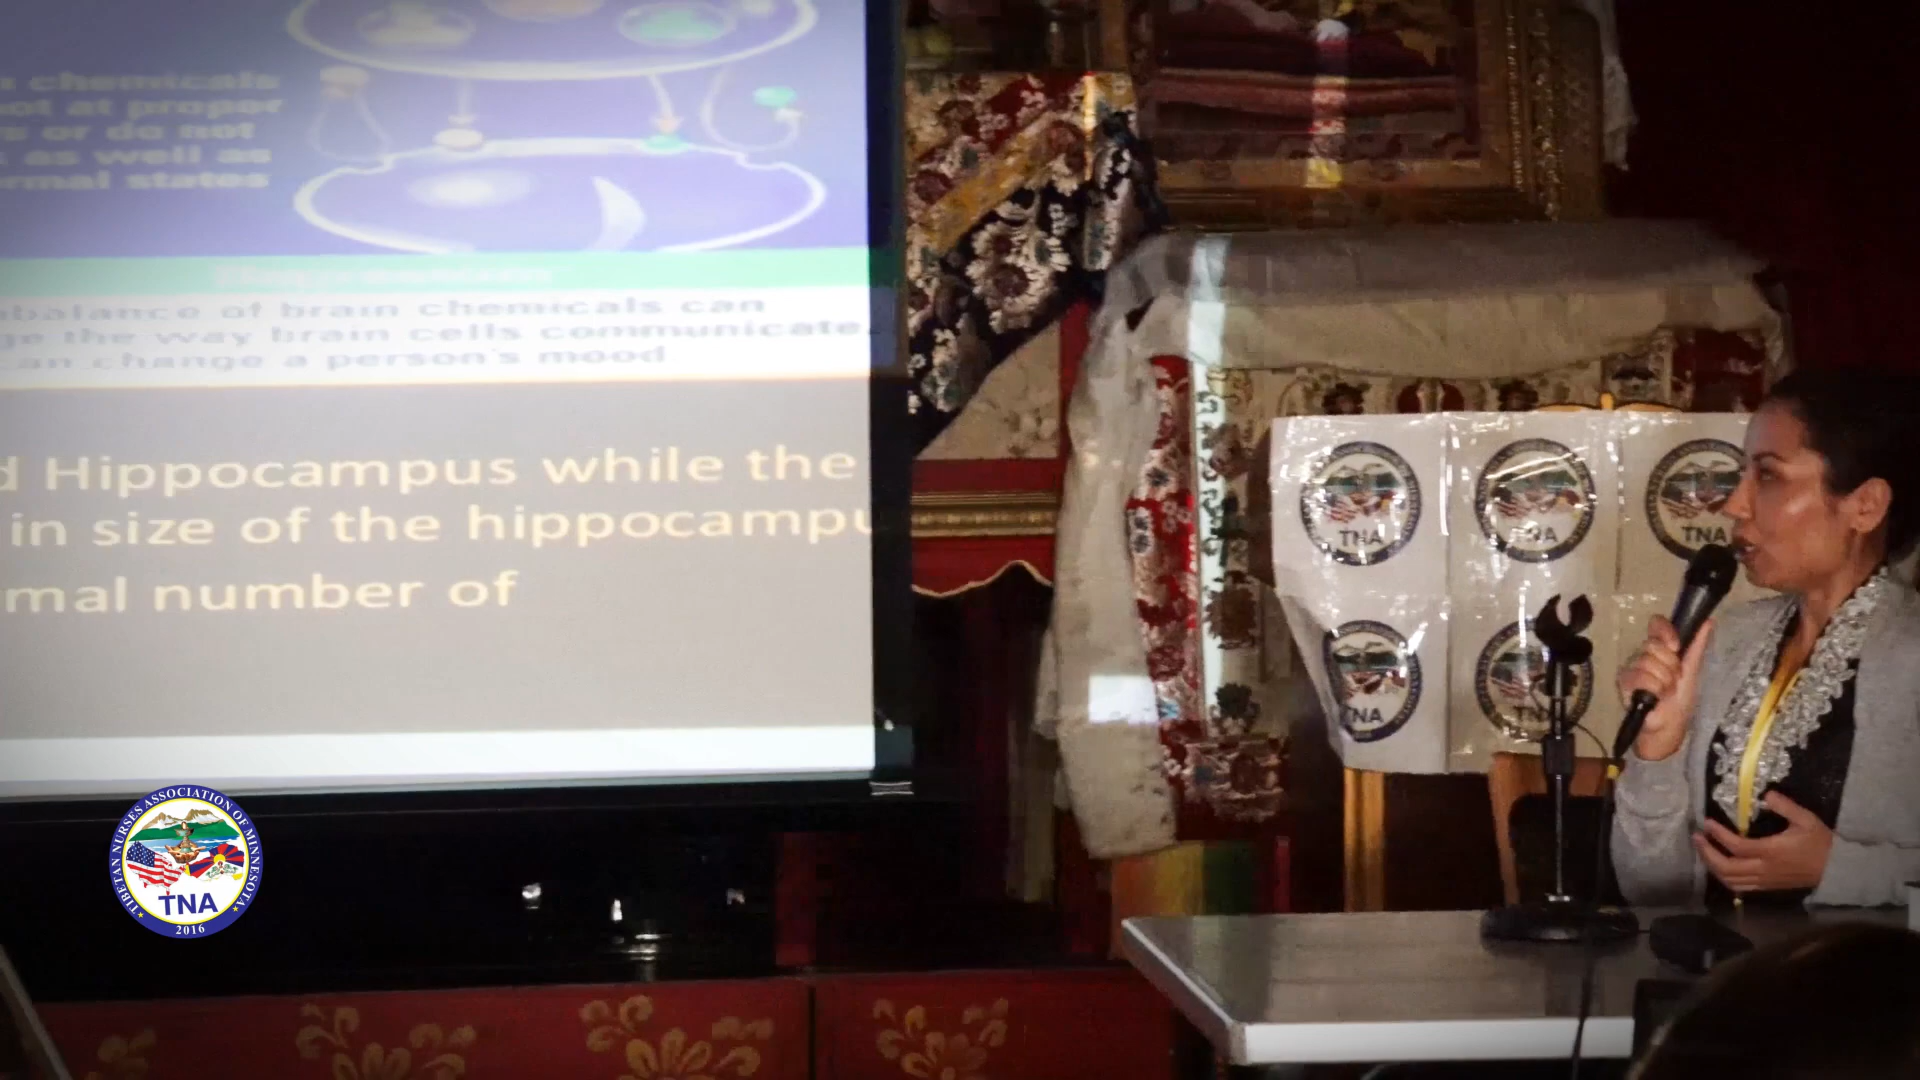 chemicals
ot at proper
s or do not
as well as
rmal states
balance of brain chemicals can
ge the way brain cells communicate.
can change a person's mood
d Hippocampus while the
in size of the hippocampu
mal number of
TNA
TNA
TNA
TNA
TN
TIBETAN NURSES ASSOCIATION OF MINNESOTA
TNA
2016